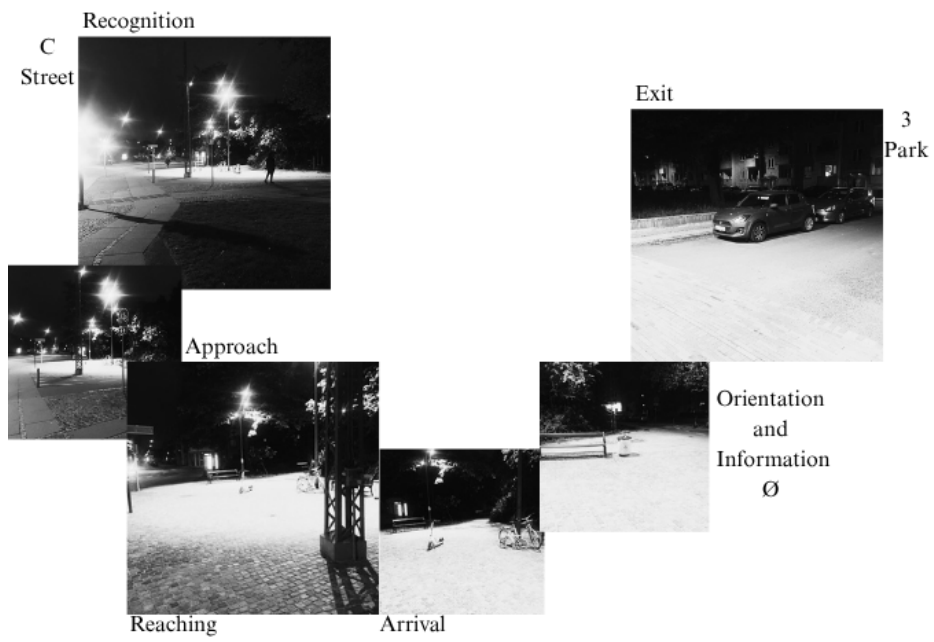 Recognition
C
Street
Exit
3
Park
Approach
Orientation
and
Information
Ø
Reaching
Arrival